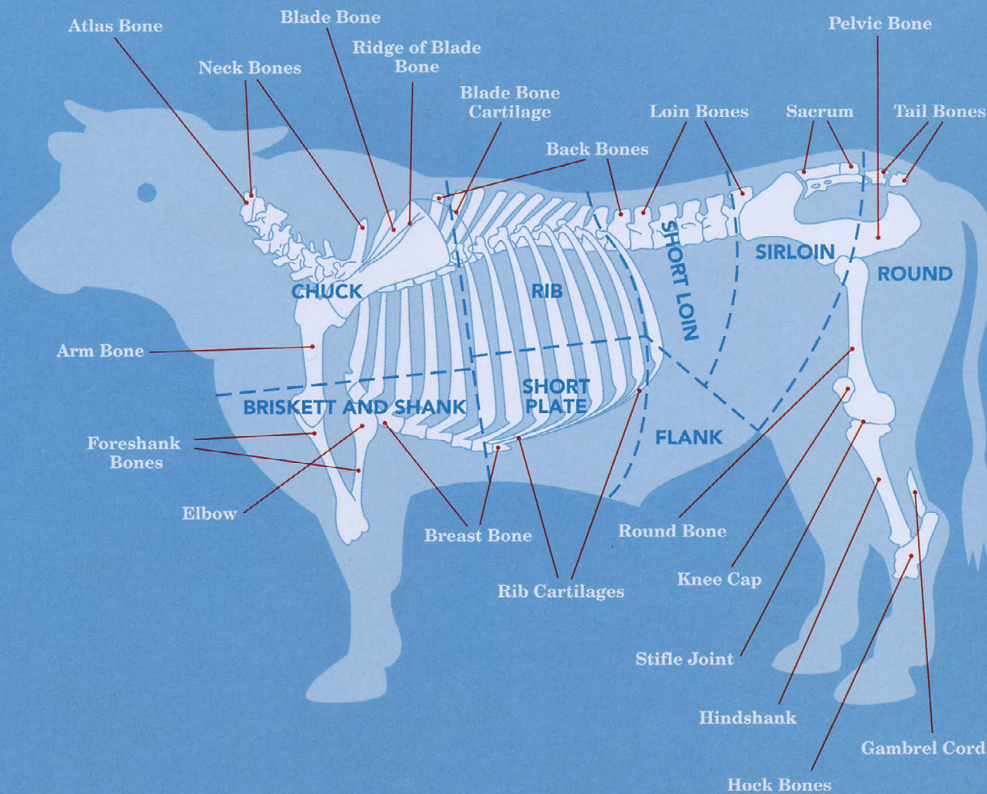 Blade Bone
Pelvic Bone
Atlas Bone
Ridge of Blade
Bone
Neck Bones
Blade Bone
Cartilage
Loin Bones
Sacrum
Tail Bones
Back Bones
SHORT LOIN
SIRLOIN
ROUND
CHUCK
RIB
Arm Bone
BRISKETT AND SHANK
SHORT
PLATE
FLANK
Foreshank
Bones
Elbow
Breast Bone
Round Bone
Knee Cap
Rib Cartilages
Stifle Joint
Hindshank
Gambrel Cord
Hock Bones